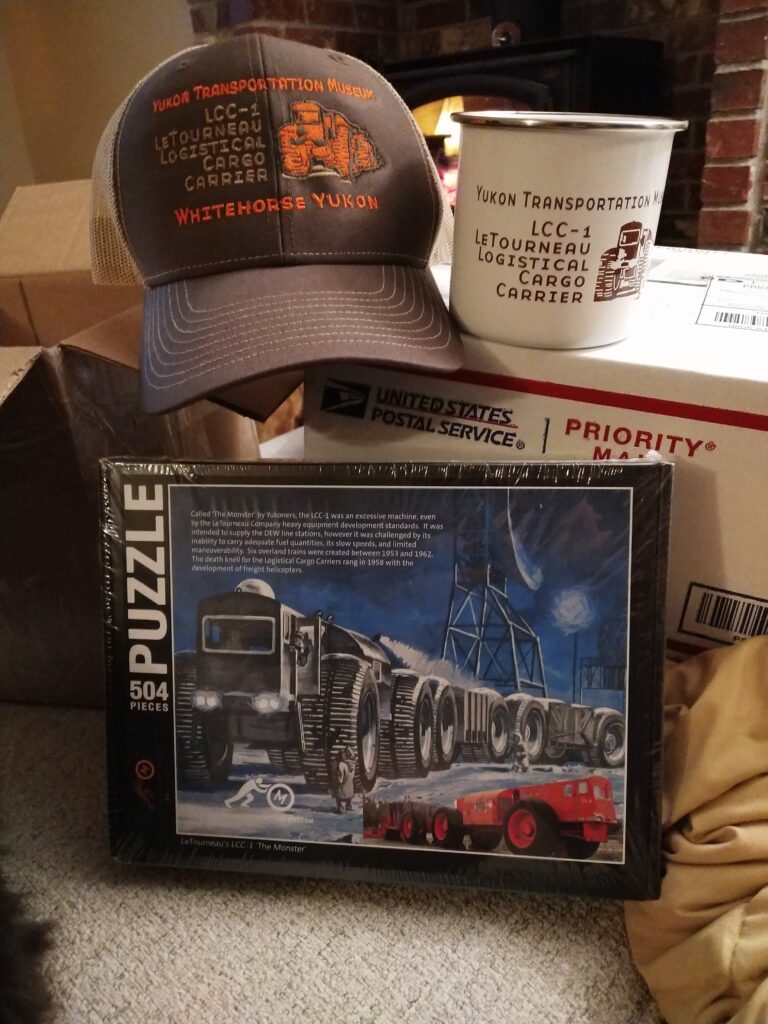 YUKON TRANSPORTATION MUSEUM
LCC-1
LETOURNEAU
LOGISTICAL
CARGO
CARRIER
WHITEHORSE YUKON
YUKON TRANSPORTATION
LCC-1
LETOURNEAU
LOGISTICAL
CARGO
CARRIER
UNITED STATES
POSTAL SERVICE®
PRIORITY®
PUZZLE
504
PIECES
Called 'The Monster' by Yukoners, the LCC-1 was an excessive machine, even
by the LeTourneau Company heavy equipment development standards. It was
intended to supply the DEW line stations, however it was challenged by its
inability to carry adequate fuel quantities, its slow speeds, and limited
maneuverability. Six overland trains were created between 1953 and 1962.
The death knell for the Logistical Cargo Carriers rang in 1958 with the
development of freight helicopters.
M
LeTourneau's LCC-1 'The Monster'